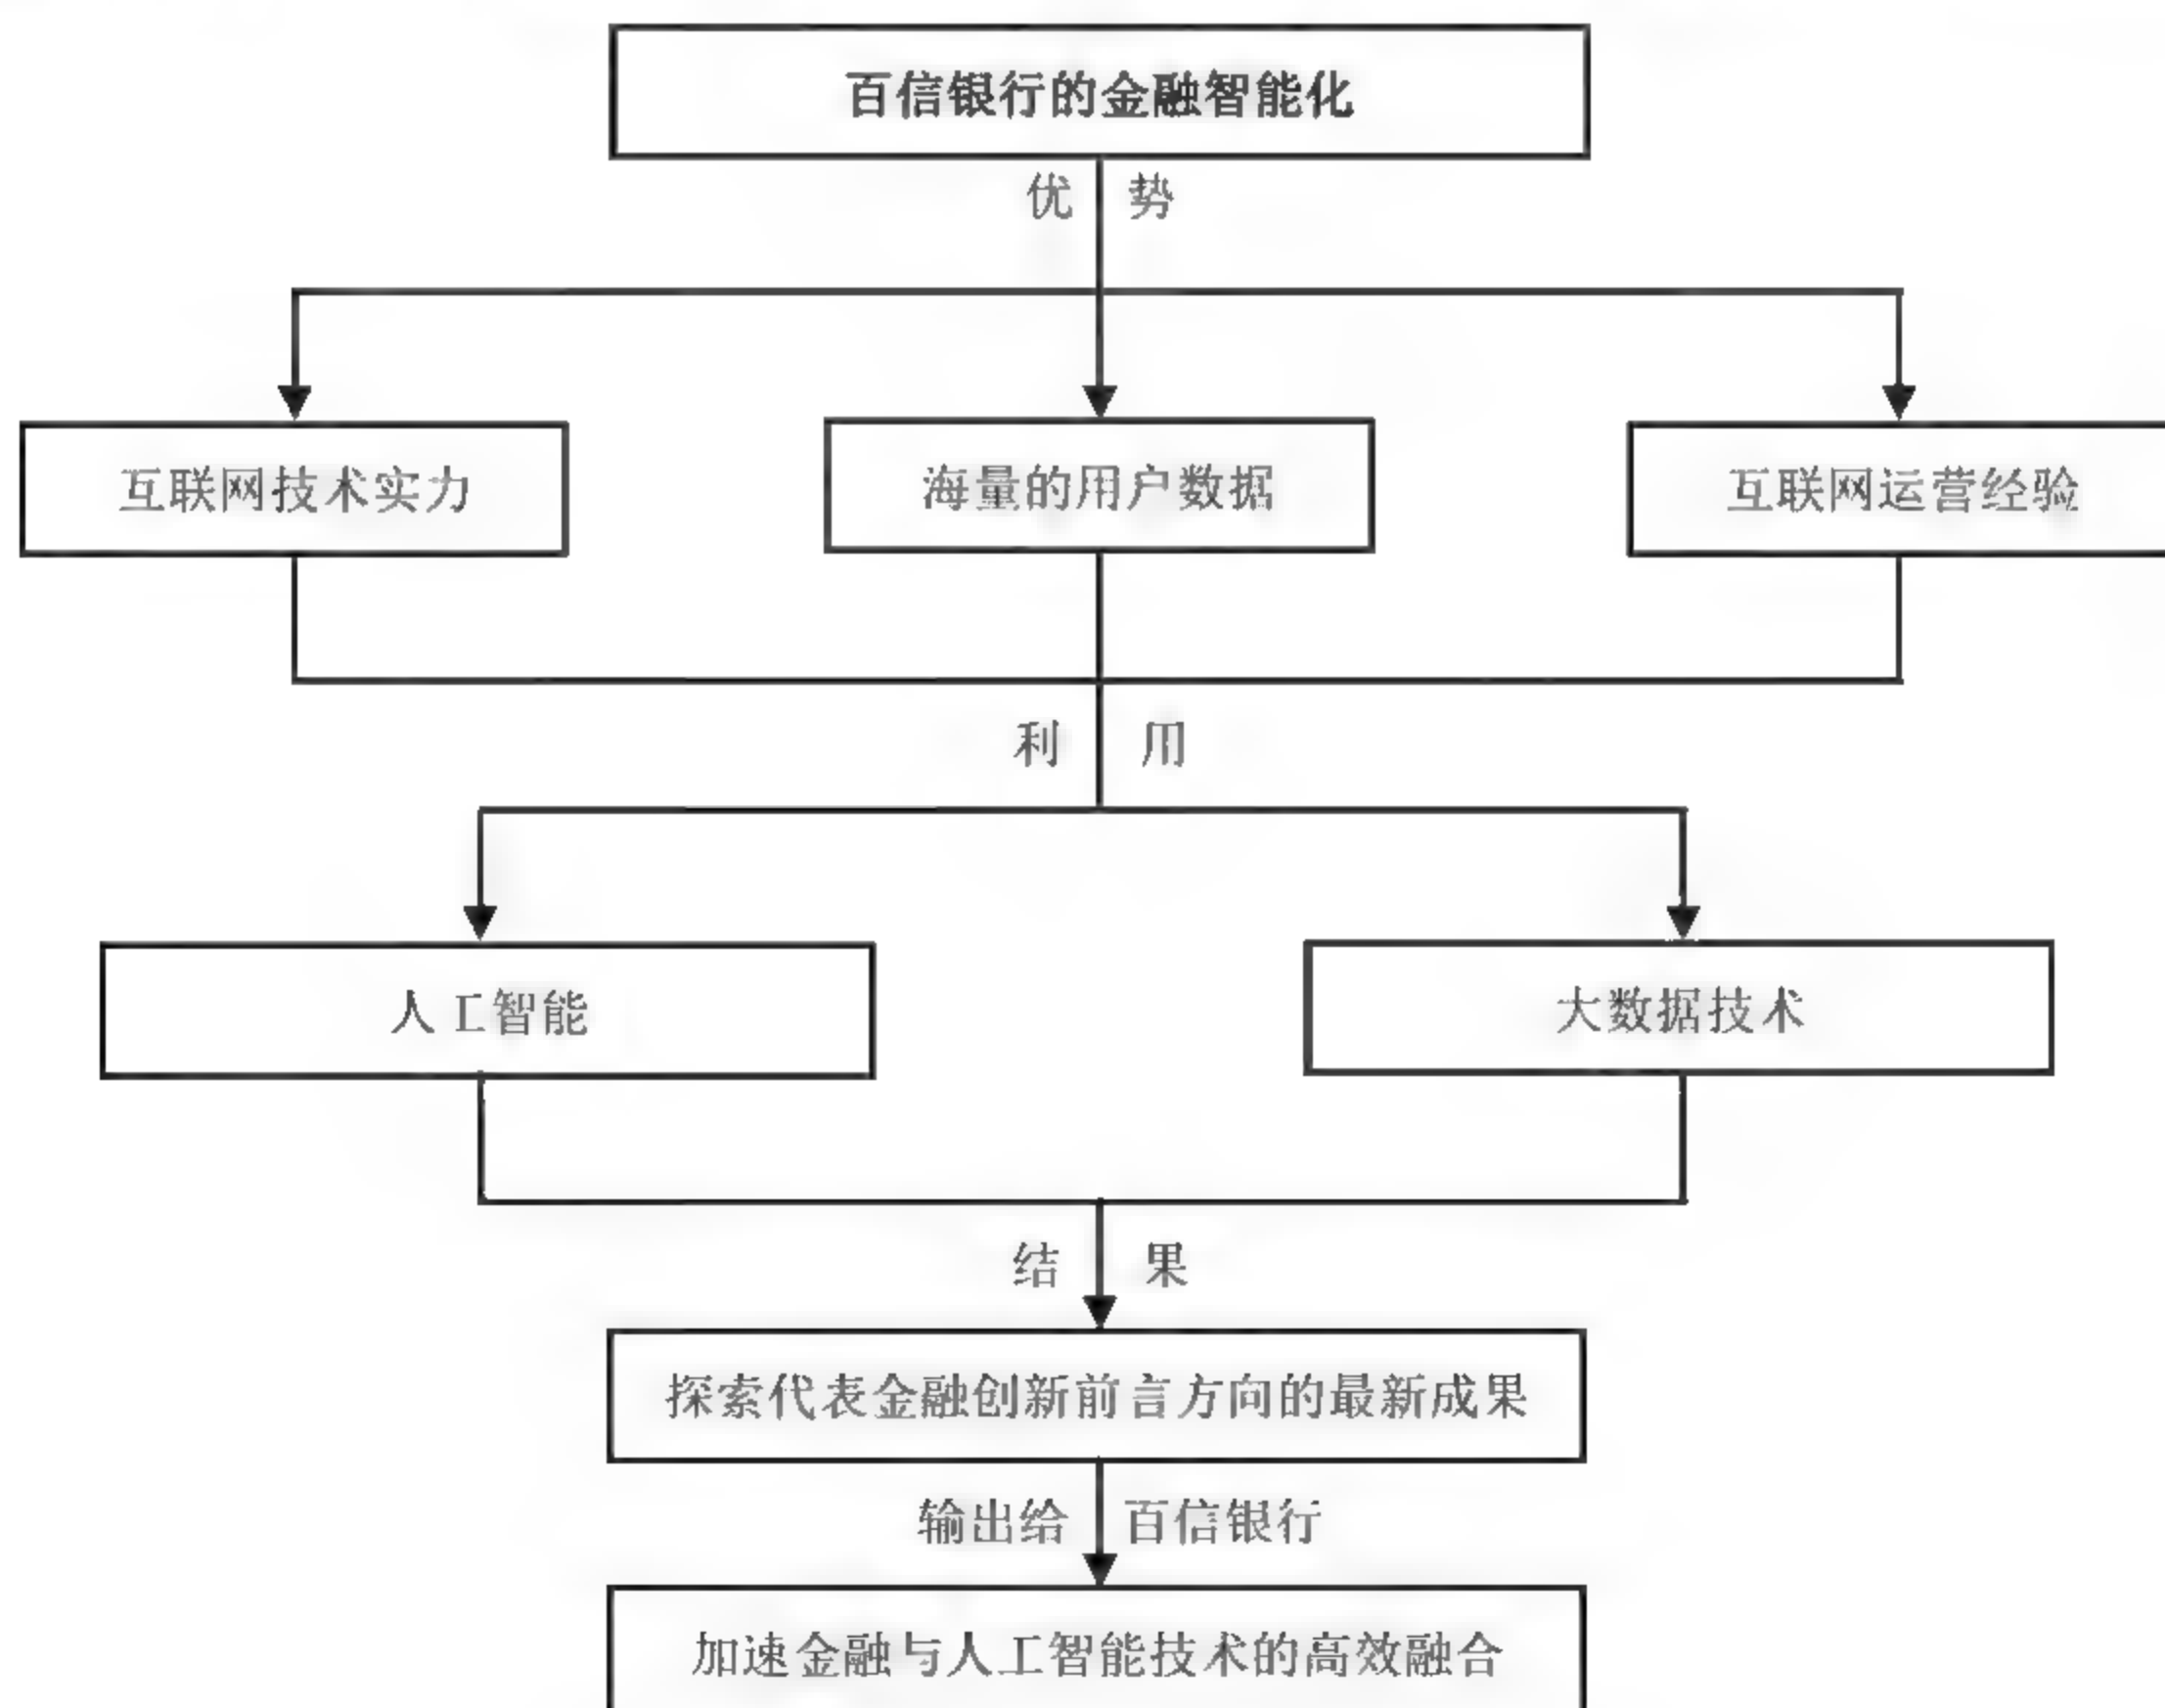 百信银行的金融智能化
优 势
互联网技术实力
海量的用户数据
互联网运营经验
利 用
人工智能
大数据技术
结 果
探索代表金融创新前言方向的最新成果
输出给 百信银行
加速金融与人工智能技术的高效融合